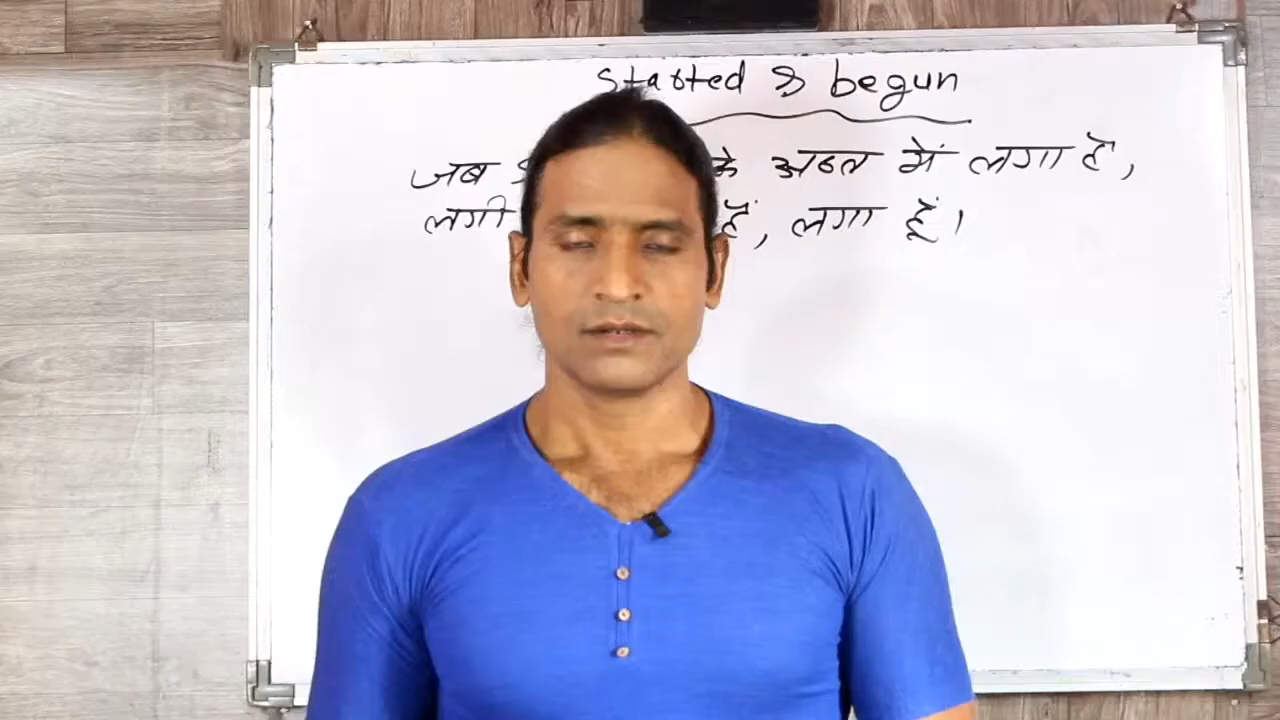 Started & begun
जब के अन्त में लगा है,
लगी हैं, लगा हूं।